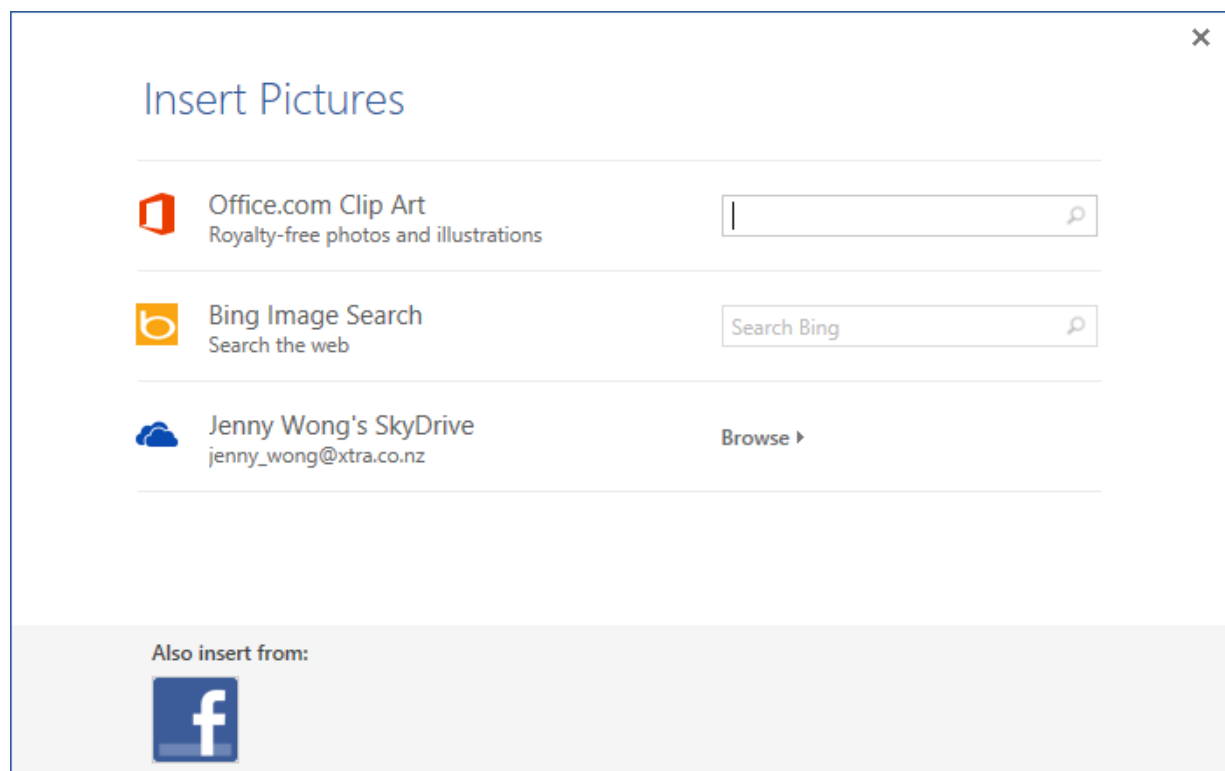 Insert Pictures
Office.com Clip Art
Royalty-free photos and illustrations
Bing Image Search
Search the web
Search Bing
Jenny Wong's SkyDrive
jenny_wong@xtra.co.nz
Browse
Also insert from: